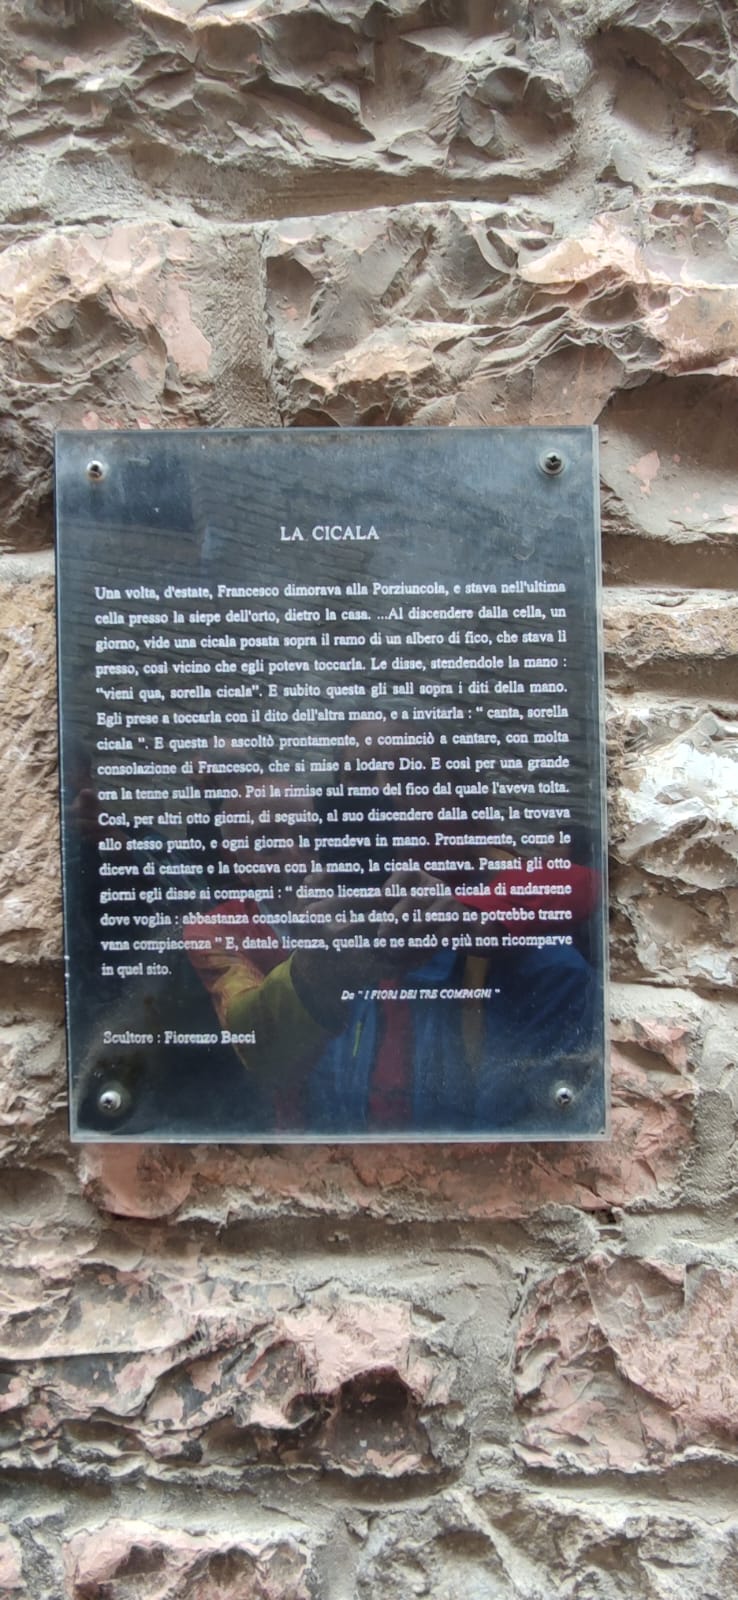 LA CICALA
Una volta, d'estate, Francesco dimorava alla Porziuncola, e stava nell'ultima
cella presso la siepe dell'orto, dietro la casa. ...Al discendere dalla cella, un
giorno, vide una cicala posata sopra il ramo di un albero di fico, che stava lì
presso, così vicino che egli poteva toccarla. Le disse, stendendole la mano :
"vieni qua, sorella cicala". E subito questa gli salì sopra i diti della mano.
Egli prese a toccarla con il dito dell'altra mano, e a invitarla : " canta, sorella
cicala ". E questa lo ascoltò prontamente, e cominciò a cantare, con molta
consolazione di Francesco, che si mise a lodare Dio. E così per una grande
ora la tenne sulla mano. Poi la rimise sul ramo del fico dal quale l'aveva tolta.
Così, per altri otto giorni, di seguito, al suo discendere dalla cella, la trovava
allo stesso punto, e ogni giorno la prendeva in mano. Prontamente, come le
diceva di cantare e la toccava con la mano, la cicala cantava. Passati gli otto
giorni egli disse ai compagni : " diamo licenza alla sorella cicala di andarsene
dove voglia : abbastanza consolazione ci ha dato, e il senso ne potrebbe trarre
vana compiacenza " E, datale licenza, quella se ne andò e più non ricomparve
in quel sito.
Da " I FIORI DEI TRE COMPAGNI "
Scultore : Fiorenzo Bacci